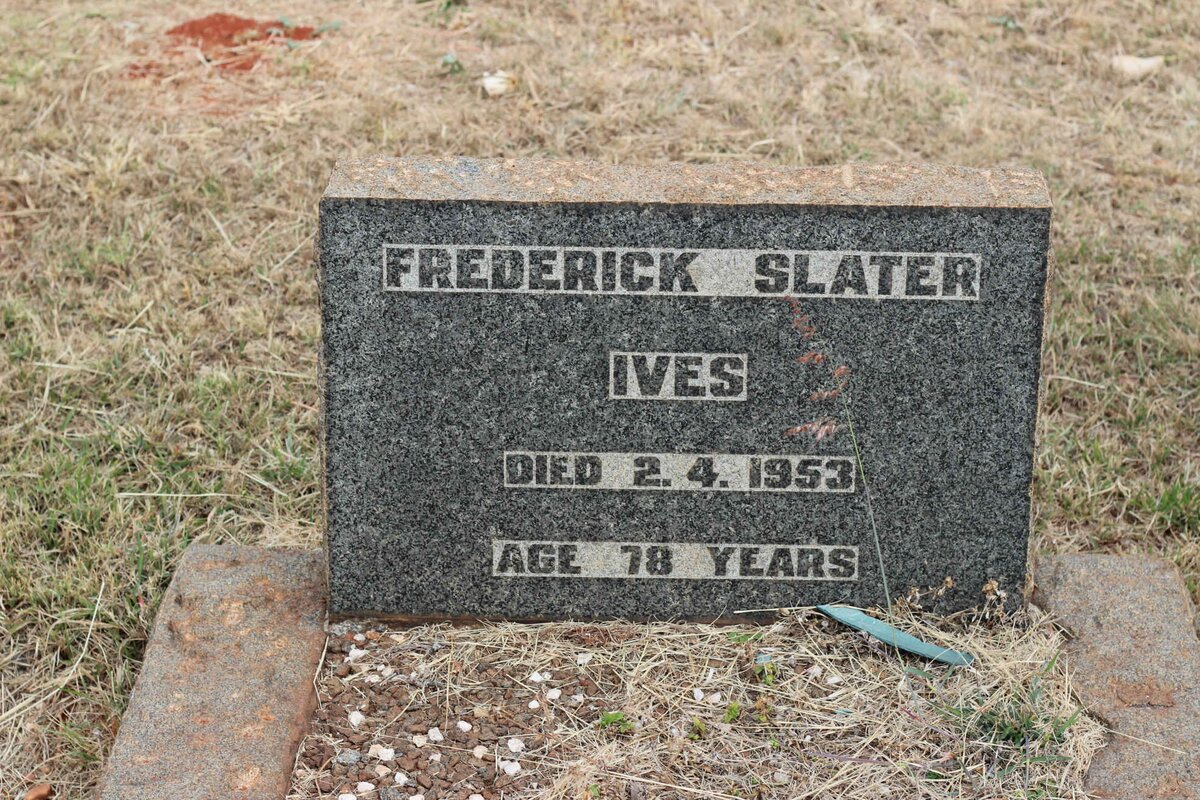 FREDERICK SLATER
IVES
DIED 2. 4. 1953
AGE 78 YEARS